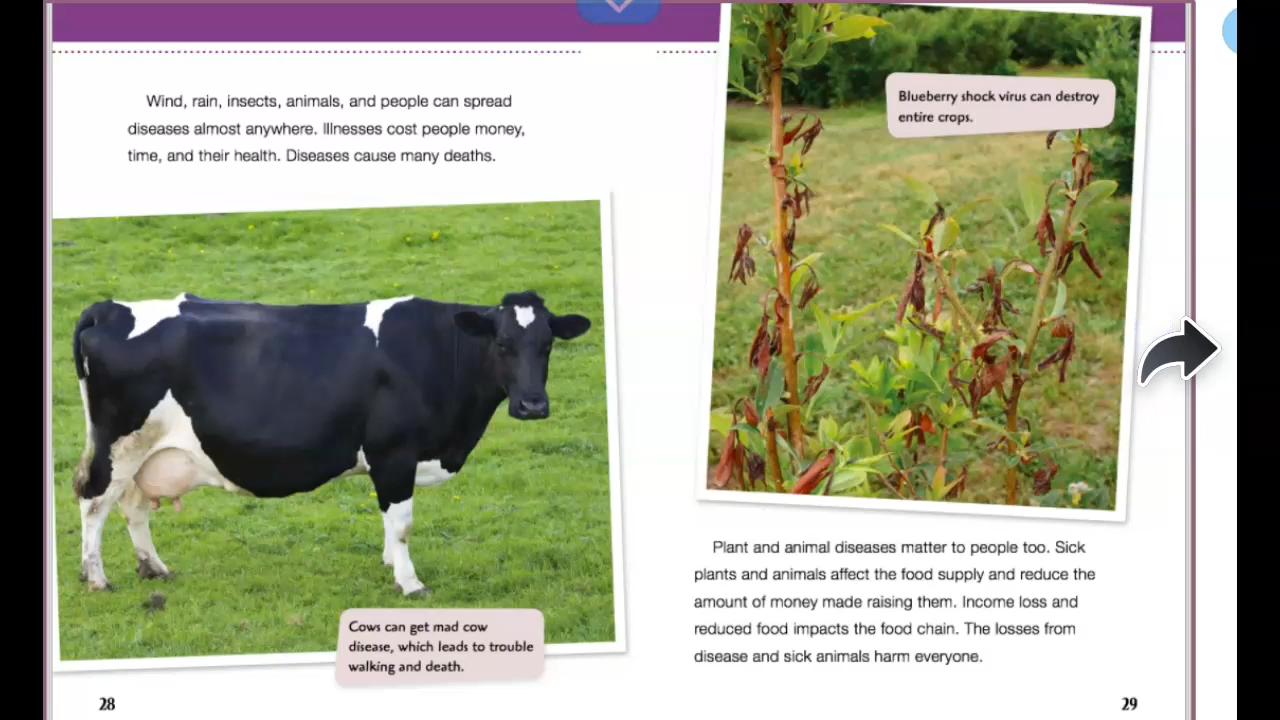 Wind, rain, insects, animals, and people can spread
diseases almost anywhere. Illnesses cost people money,
time, and their health. Diseases cause many deaths.
Cows can get mad cow
disease, which leads to trouble
walking and death.
28
Blueberry shock virus can destroy
entire crops.
Plant and animal diseases matter to people too. Sick
plants and animals affect the food supply and reduce the
amount of money made raising them. Income loss and
reduced food impacts the food chain. The losses from
disease and sick animals harm everyone.
29